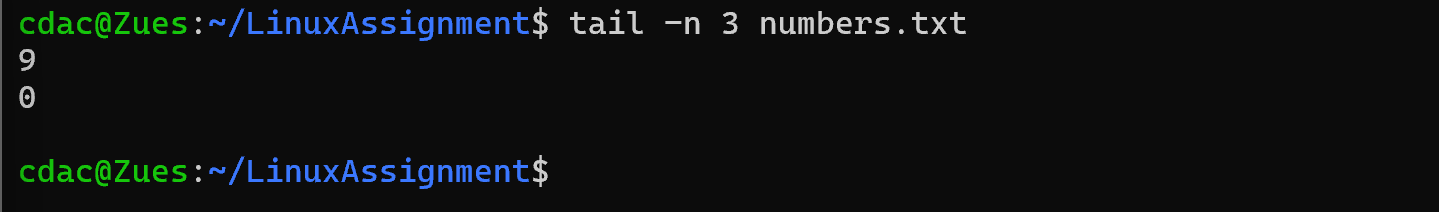 cdac@Zues:~/LinuxAssignment$ tail -n 3 numbers.txt
9
0
cdac@Zues:~/LinuxAssignment$